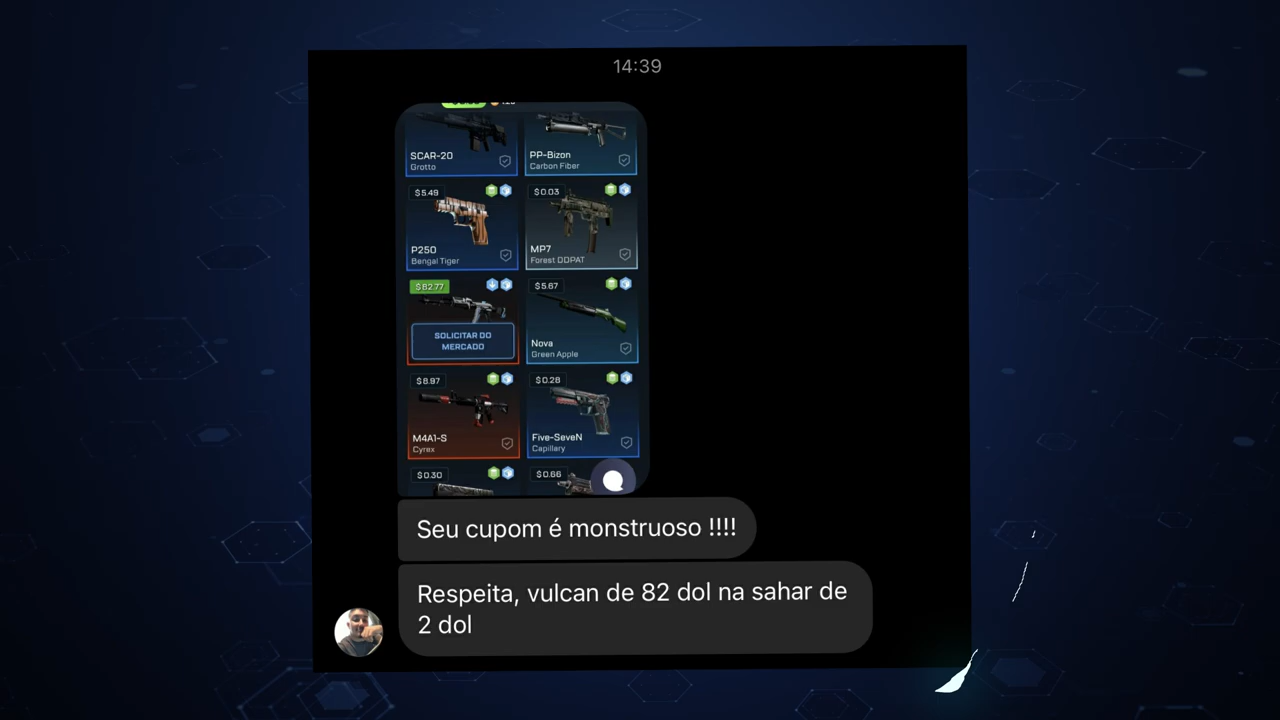 14:39
SCAR-20
Grotto
PP-Bizon
Carbon Fiber
$5.49
P250
Bengal Tiger
$0.03
MP7
Forest DDPAT
$82.77
SOLICITAR DO
MERCADO
$5.67
Nova
Green Apple
$8.97
M4A1-S
Cyrex
$0.28
Five-SeveN
Capillary
$0.30
$0.66
Seu cupom é monstruoso !!!!
Respeita, vulcan de 82 dol na sahar de
2 dol